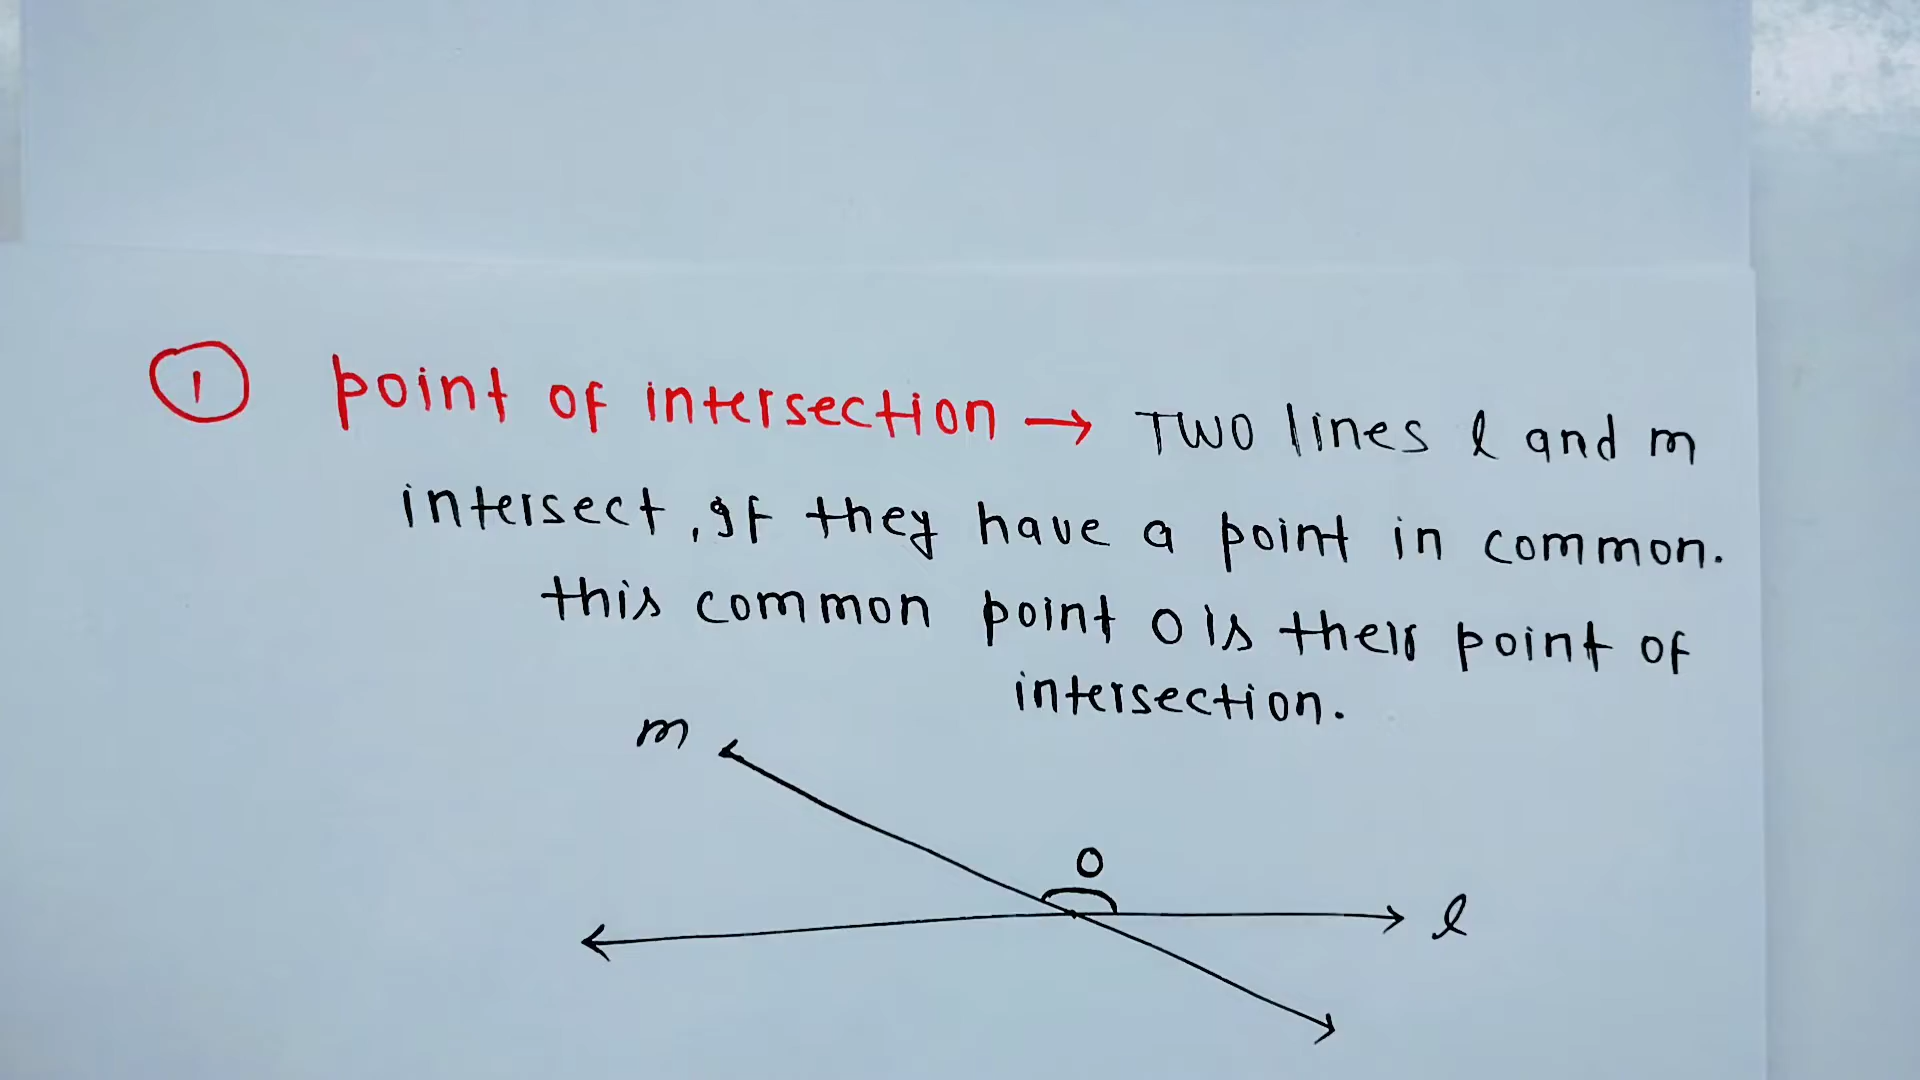 ① point of intersection → Two lines l and m
intersect, If they have a point in common.
this common point O is their point of
intersection.
m
O
l